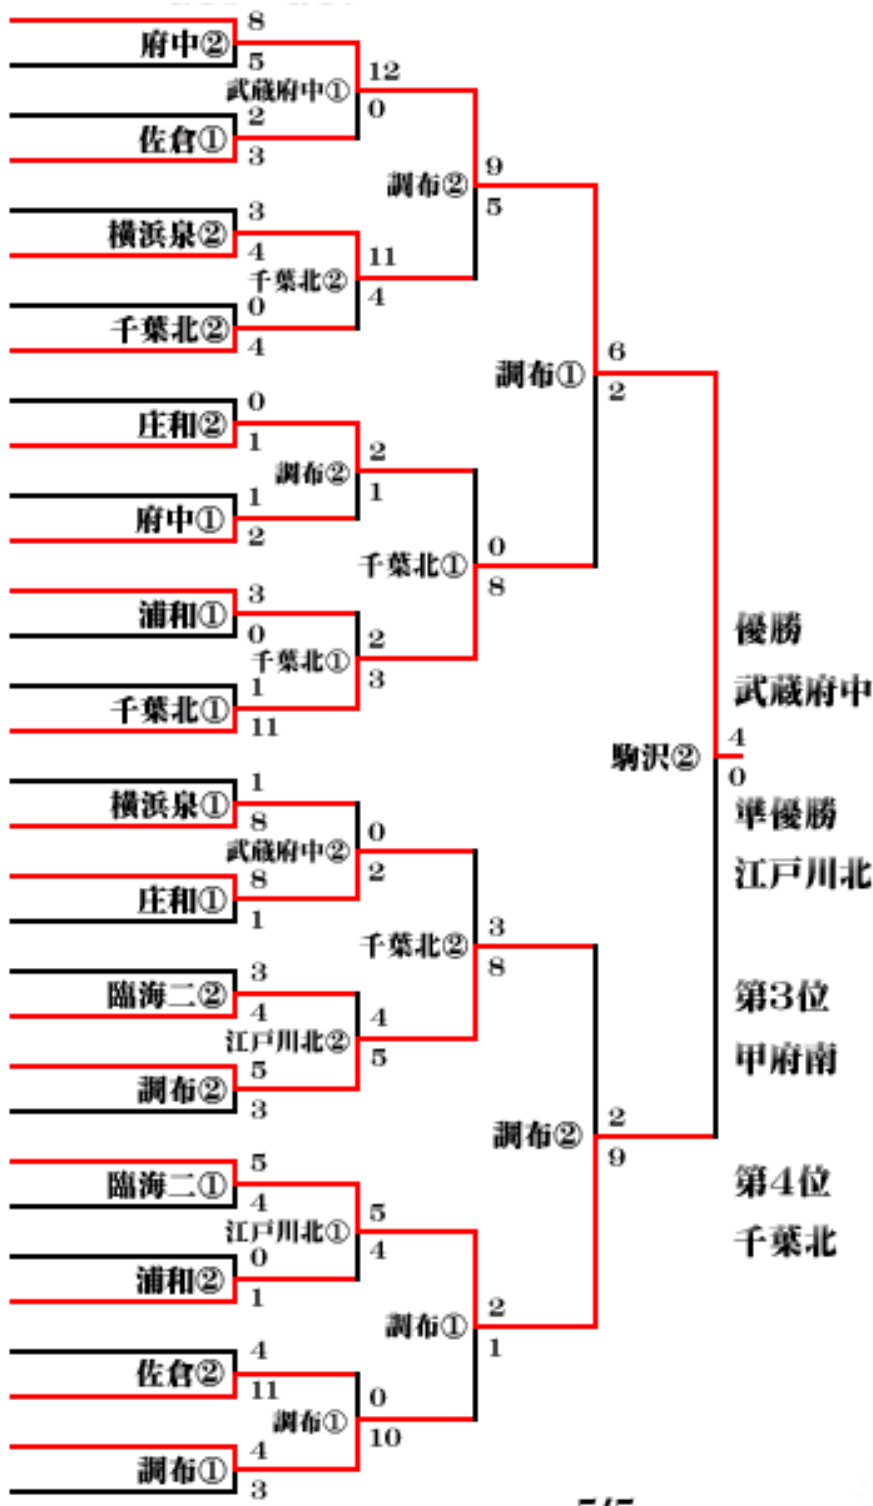 8
府中②
5
武蔵府中①
12
0
2
佐倉①
3
調布②
9
5
3
横浜泉②
4
千葉北②
11
4
0
千葉北②
4
調布①
6
2
0
庄和②
1
調布②
2
1
1
府中①
2
千葉北①
0
8
3
浦和①
0
千葉北①
2
3
1
千葉北①
11
優勝
武蔵府中
駒沢②
4
0
準優勝
江戸川北
1
横浜泉①
8
武蔵府中②
0
2
8
庄和①
1
千葉北②
3
8
3
臨海二②
4
江戸川北②
4
5
5
調布②
3
第3位
甲府南
調布②
2
9
第4位
千葉北
5
臨海二①
4
江戸川北①
5
4
0
浦和②
1
調布①
2
1
4
佐倉②
11
調布①
0
10
4
調布①
3